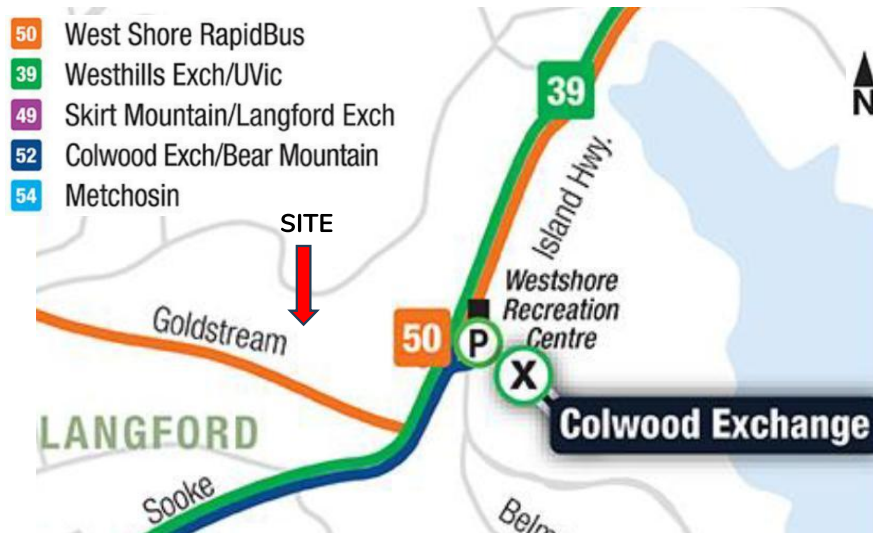 50 West Shore RapidBus
39 Westhills Exch/UVic
49 Skirt Mountain/Langford Exch
52 Colwood Exch/Bear Mountain
54 Metchosin
39
N
Island Hwy.
SITE
Westshore
Recreation
Centre
Goldstream
50
P
X
Colwood Exchange
LANGFORD
Sooke